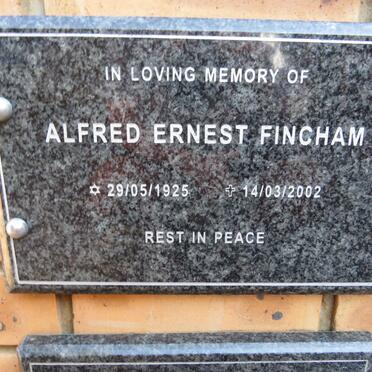 IN LOVING MEMORY OF
ALFRED ERNEST FINCHAM
✡ 29/05/1925 ✞ 14/03/2002
REST IN PEACE